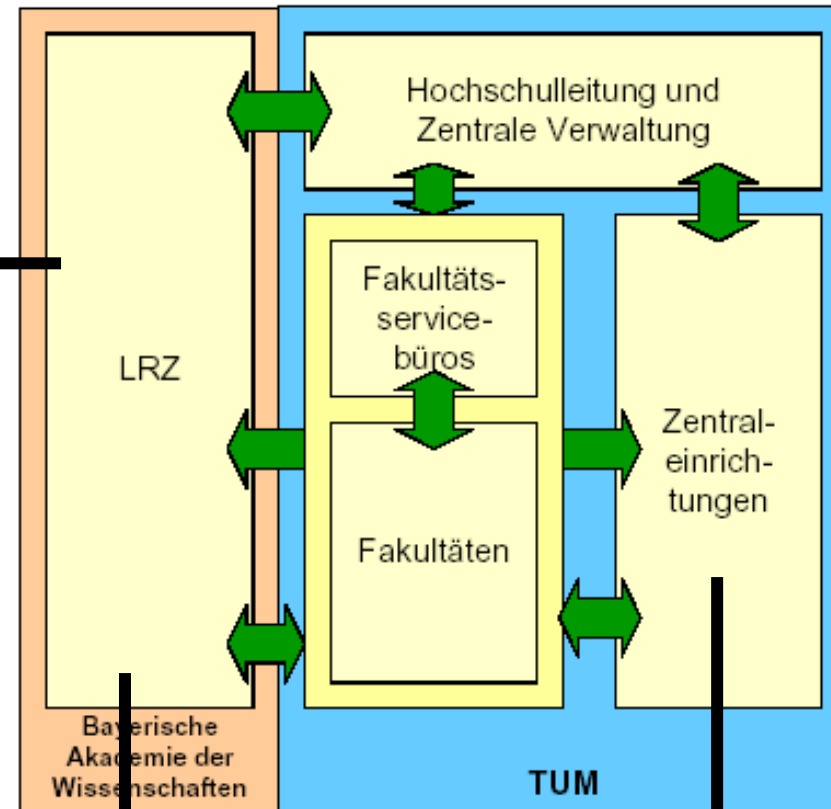 Hochschulleitung und
Zentrale Verwaltung
LRZ
Fakultäts-
service-
büros
Fakultäten
Zentral-
einrich-
tungen
Bayerische
Akademie der
Wissenschaften
TUM